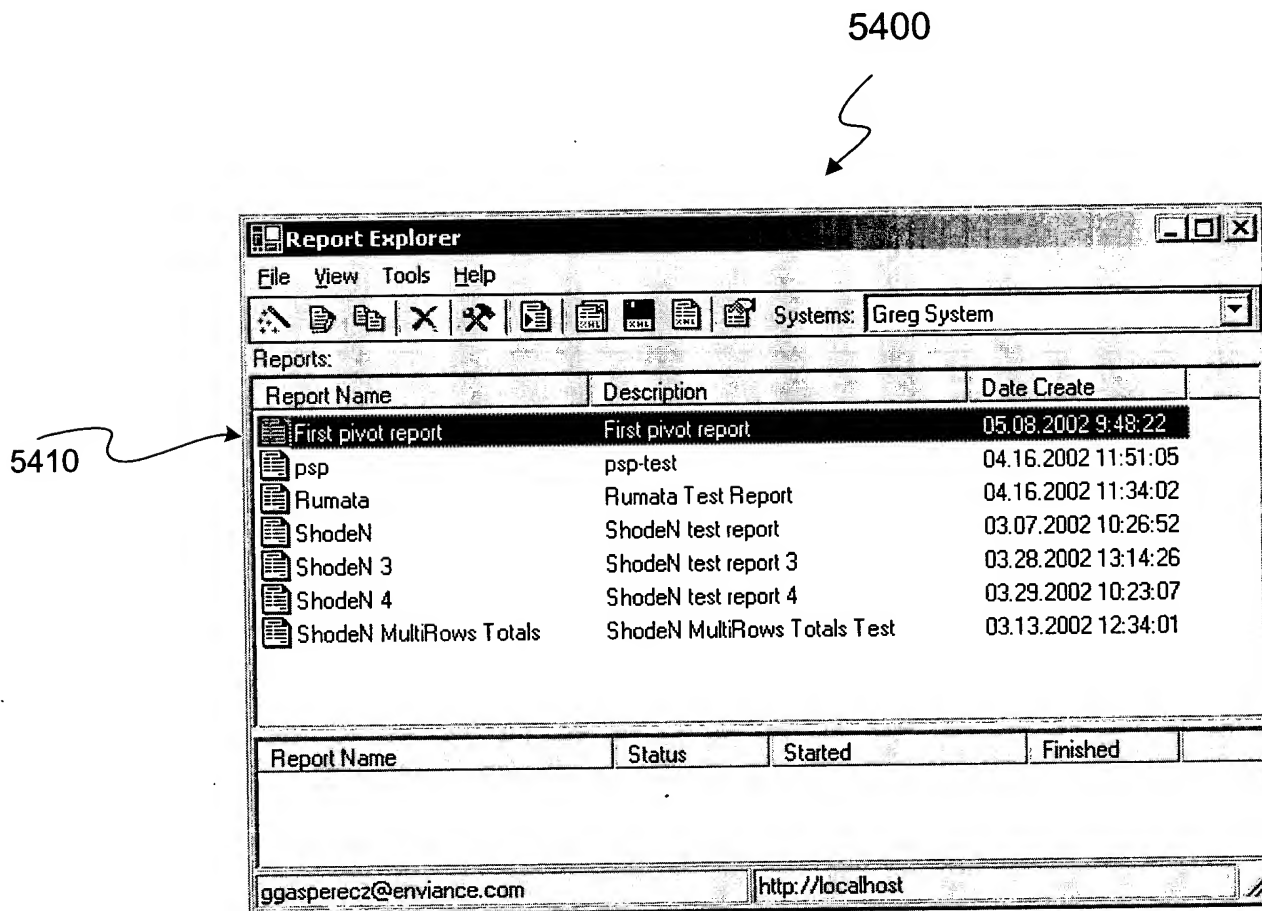 5400
Report Explorer
File View Tools Help
XML XML XML Systems: Greg System
Reports:
Report Name Description Date Create
First pivot report First pivot report 05.08.2002 9:48:22
5410
psp psp-test 04.16.2002 11:51:05
Rumata Rumata Test Report 04.16.2002 11:34:02
ShodeN ShodeN test report 03.07.2002 10:26:52
ShodeN 3 ShodeN test report 3 03.28.2002 13:14:26
ShodeN 4 ShodeN test report 4 03.29.2002 10:23:07
ShodeN MultiRows Totals ShodeN MultiRows Totals Test 03.13.2002 12:34:01
Report Name Status Started Finished
ggasperecz@enviance.com http://localhost